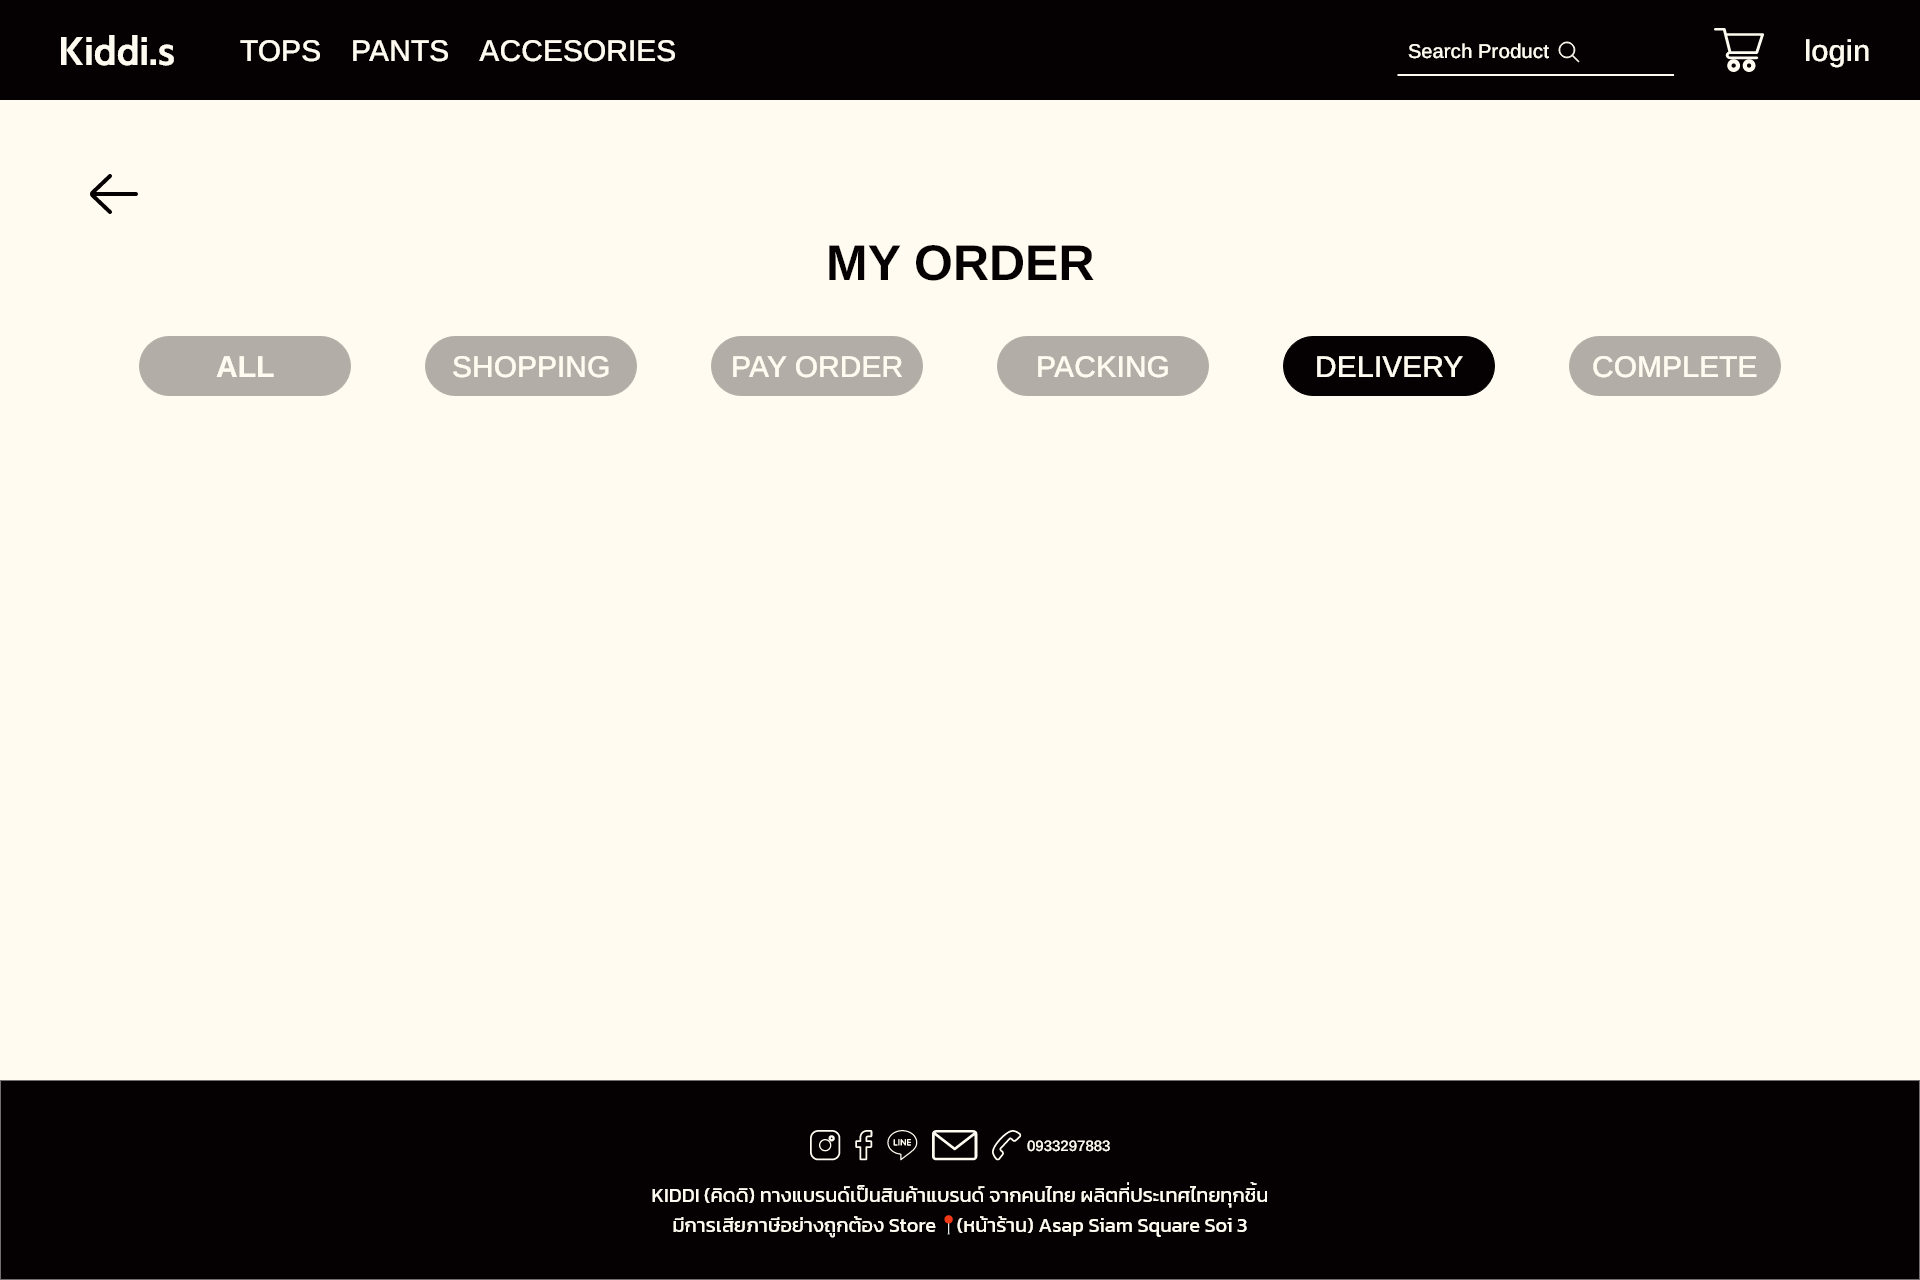 Kiddi.s TOPS PANTS ACCESORIES Search Product login
MY ORDER
ALL SHOPPING PAY ORDER PACKING DELIVERY COMPLETE
LINE 0933297883
KIDDI (คิดดิ) ทางแบรนด์เป็นสินค้าแบรนด์ จากคนไทย ผลิตที่ประเทศไทยทุกชิ้น
มีการเสียภาษีอย่างถูกต้อง Store 📍(หน้าร้าน) Asap Siam Square Soi 3